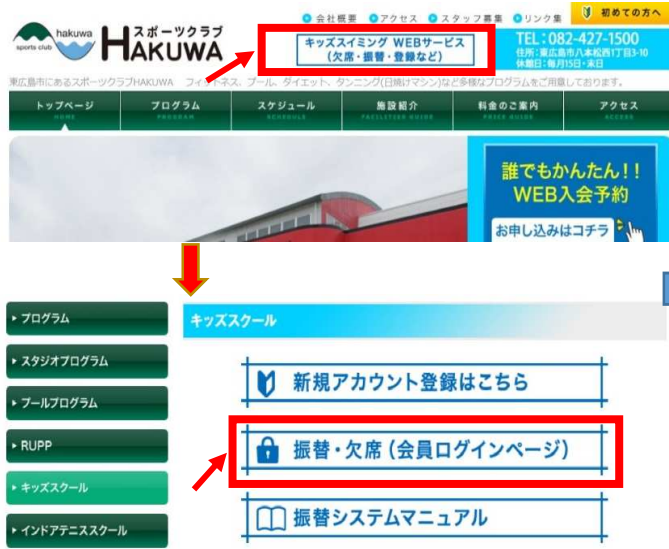 会社概要 アクセス スタッフ募集 リンク集 初めての方へ
hakuwa
sports club
スポーツクラブ
HAKUWA
キッズスイミング WEBサービス
(欠席・振替・登録など)
TEL:082-427-1500
住所:東広島市八本松西1丁目3-10
休館日:毎月15日・末日
東広島市にあるスポーツクラブHAKUWA フィットネス、プール、ダイエット、タンニング(日焼けマシン)など多様なプログラムをご用意しております。
トップページ プログラム スケジュール 施設紹介 料金のご案内 アクセス
HOME PROGRAM SCHEDULE FACILITIES GUIDE PRICE GUIDE ACCESS
誰でもかんたん!!
WEB入会予約
お申し込みはコチラ
プログラム
スタジオプログラム
プールプログラム
RUPP
キッズスクール
インドアテニススクール
キッズスクール
新規アカウント登録はこちら
振替・欠席(会員ログインページ)
振替システムマニュアル